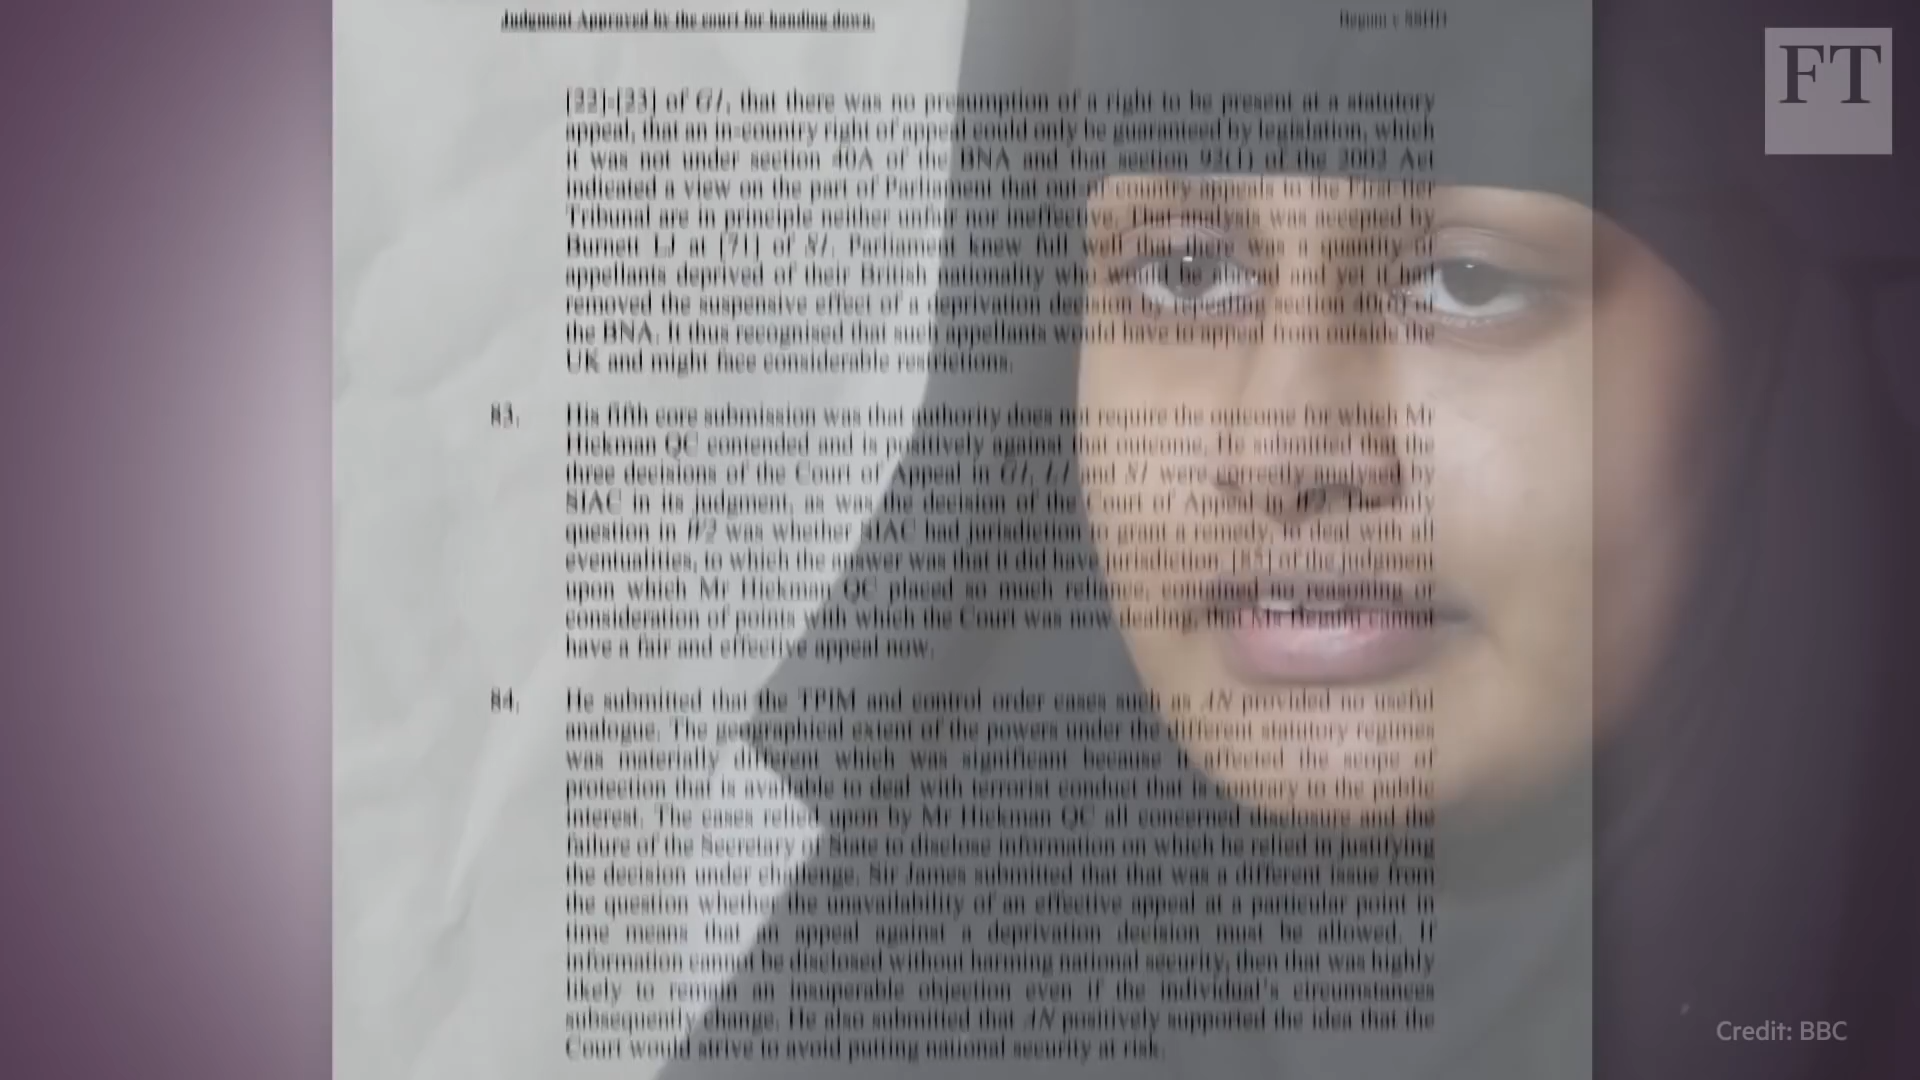 Judgment Approved by the court for handing down.
Begum v SSHD
FT
[22]-[23] of GI, that there was no presumption of a right to be present at a statutory
appeal, that an in-country right of appeal could only be guaranteed by legislation, which
it was not under section 40A of the BNA and that section 92(1) of the 2002 Act
indicated a view on the part of Parliament that out-of-country appeals to the First-tier
Tribunal are in principle neither unfair nor ineffective. That analysis was accepted by
Burnett LJ at [71] of SI. Parliament knew full well that there was a quantity of
appellants deprived of their British nationality who would be abroad and yet it had
removed the suspensive effect of a deprivation decision by repealing section of
the BNA. It thus recognised that such appellants would have to appeal from outside the
UK and might face considerable restrictions.
83. His fifth core submission was that authority does not require the outcome for which Mr
Hickman QC contended and is positively against that outcome. He submitted that the
three decisions of the Court of Appeal in GI, LI and SI were correctly analysed by
SIAC in its judgment, as was the decision of the Court of Appeal in W2. The only
question in W2 was whether SIAC had jurisdiction to grant a remedy, to deal with all
eventualities, to which the answer was that it did have jurisdiction. [85] of the judgment
upon which Mr Hickman QC placed so much reliance, contained no reasoning or
consideration of points with which the Court was now dealing, that Ms Begum cannot
have a fair and effective appeal now.
84. He submitted that the TPIM and control order cases such as AN provided no useful
analogue. The geographical extent of the powers under the different statutory regimes
was materially different which was significant because it affected the scope of
protection that is available to deal with terrorist conduct that is contrary to the public
interest. The cases relied upon by Mr Hickman QC all concerned disclosure and the
failure of the Secretary of State to disclose information on which he relied in justifying
the decision under challenge. Sir James submitted that that was a different issue from
the question whether the unavailability of an effective appeal at a particular point in
time means that an appeal against a deprivation decision must be allowed. If
information cannot be disclosed without harming national security, then that was highly
likely to remain an insuperable objection even if the individual's circumstances
subsequently change. He also submitted that AN positively supported the idea that the
Court would strive to avoid putting national security at risk.
Credit: BBC